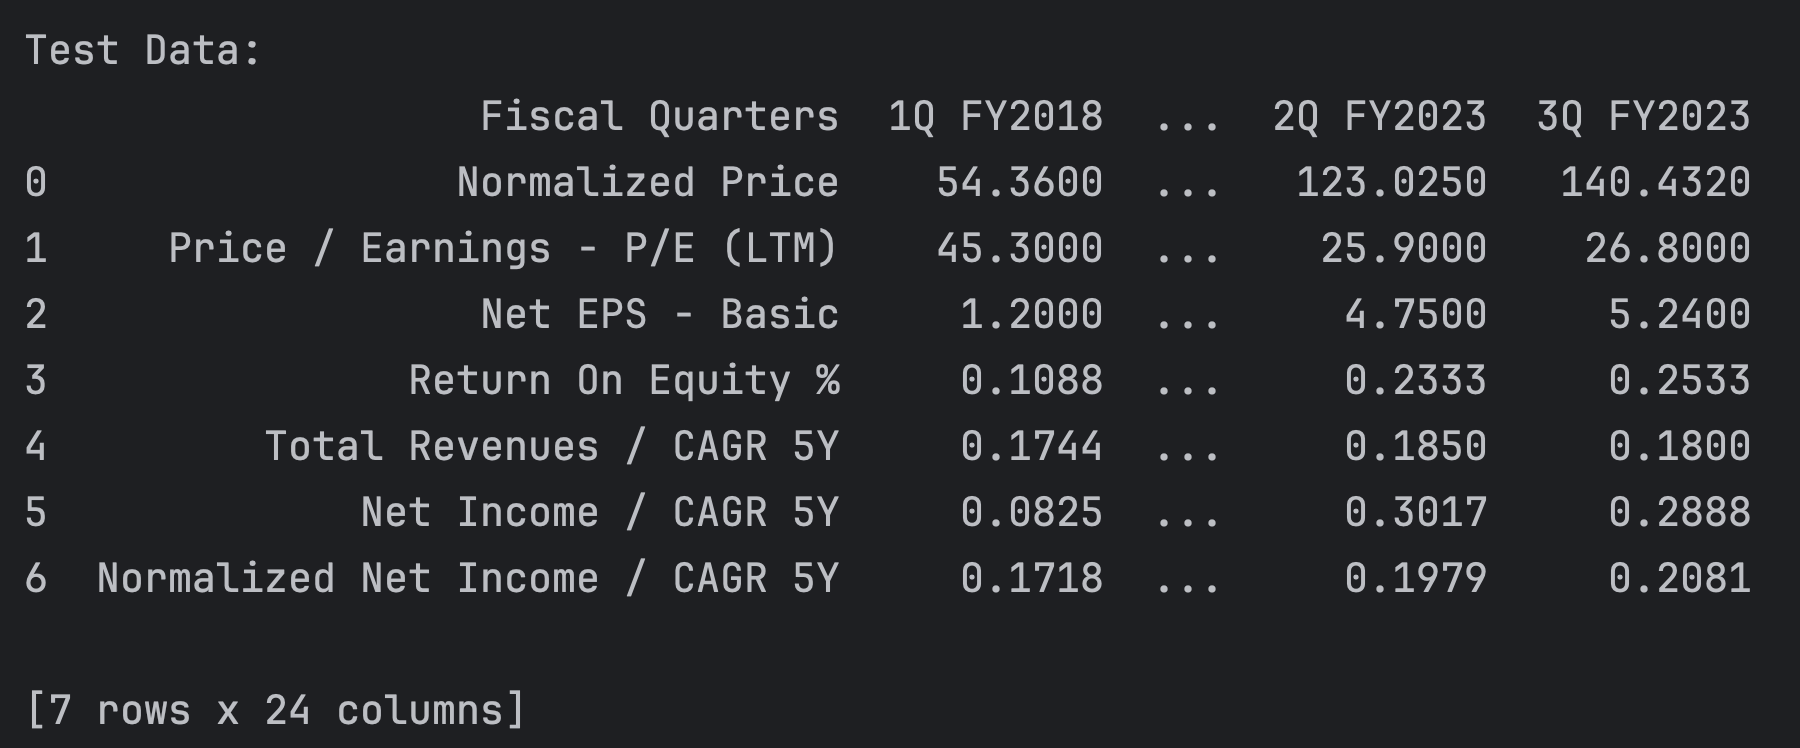 Test Data:
Fiscal Quarters 1Q FY2018 ... 2Q FY2023 3Q FY2023
0 Normalized Price 54.3600 ... 123.0250 140.4320
1 Price / Earnings - P/E (LTM) 45.3000 ... 25.9000 26.8000
2 Net EPS - Basic 1.2000 ... 4.7500 5.2400
3 Return On Equity % 0.1088 ... 0.2333 0.2533
4 Total Revenues / CAGR 5Y 0.1744 ... 0.1850 0.1800
5 Net Income / CAGR 5Y 0.0825 ... 0.3017 0.2888
6 Normalized Net Income / CAGR 5Y 0.1718 ... 0.1979 0.2081
[7 rows x 24 columns]